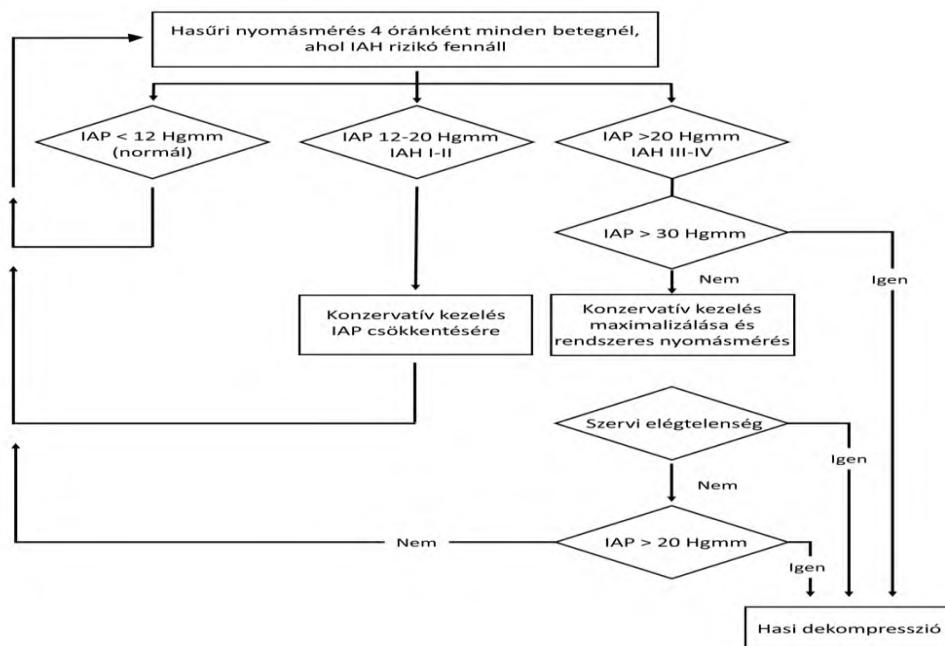 Hasűri nyomásmérés 4 óránként minden betegnél,
ahol IAH rizikó fennáll
IAP < 12 Hgmm
(normál)
IAP 12-20 Hgmm
IAH I-II
IAP >20 Hgmm
IAH III-IV
IAP > 30 Hgmm
Nem
Igen
Konzervatív kezelés
IAP csökkentésére
Konzervatív kezelés
maximalizálása és
rendszeres nyomásmérés
Szervi elégtelenség
Igen
Nem
IAP > 20 Hgmm
Nem
Igen
Hasi dekompresszió